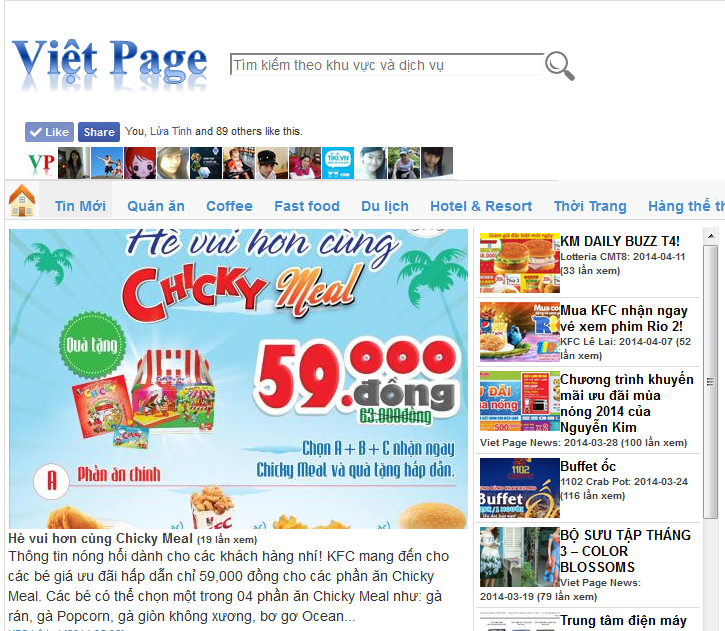 Việt Page
Tìm kiếm theo khu vực và dịch vụ
Like Share You, Lửa Tình and 89 others like this.
VP TIKI.VN
Tin Mới Quán ăn Coffee Fast food Du lịch Hotel & Resort Thời Trang Hàng thể th
Hè vui hơn cùng
CHICKY Meal
Quà tặng
59.000
đồng
63.000đồng
Chọn A + B + C nhận ngay
Chicky Meal và quà tặng hấp dẫn.
A Phần ăn chính
Hè vui hơn cùng Chicky Meal (19 lần xem)
Thông tin nóng hổi dành cho các khách hàng nhí! KFC mang đến cho
các bé giá ưu đãi hấp dẫn chỉ 59,000 đồng cho các phần ăn Chicky
Meal. Các bé có thể chọn một trong 04 phần ăn Chicky Meal như: gà
rán, gà Popcorn, gà giòn không xương, bơ gơ Ocean...
KM DAILY BUZZ T4!
Lotteria CMT8: 2014-04-11
(33 lần xem)
Mua KFC nhận ngay
vé xem phim Rio 2!
KFC Lê Lai: 2014-04-07 (52
lần xem)
Chương trình khuyến
mãi ưu đãi mùa
nóng 2014 của
Nguyễn Kim
Viet Page News: 2014-03-28 (100 lần xem)
Buffet ốc
1102 Crab Pot: 2014-03-24
(116 lần xem)
BỘ SƯU TẬP THÁNG
3 – COLOR
BLOSSOMS
Viet Page News:
2014-03-19 (79 lần xem)
Trung tâm điện máy